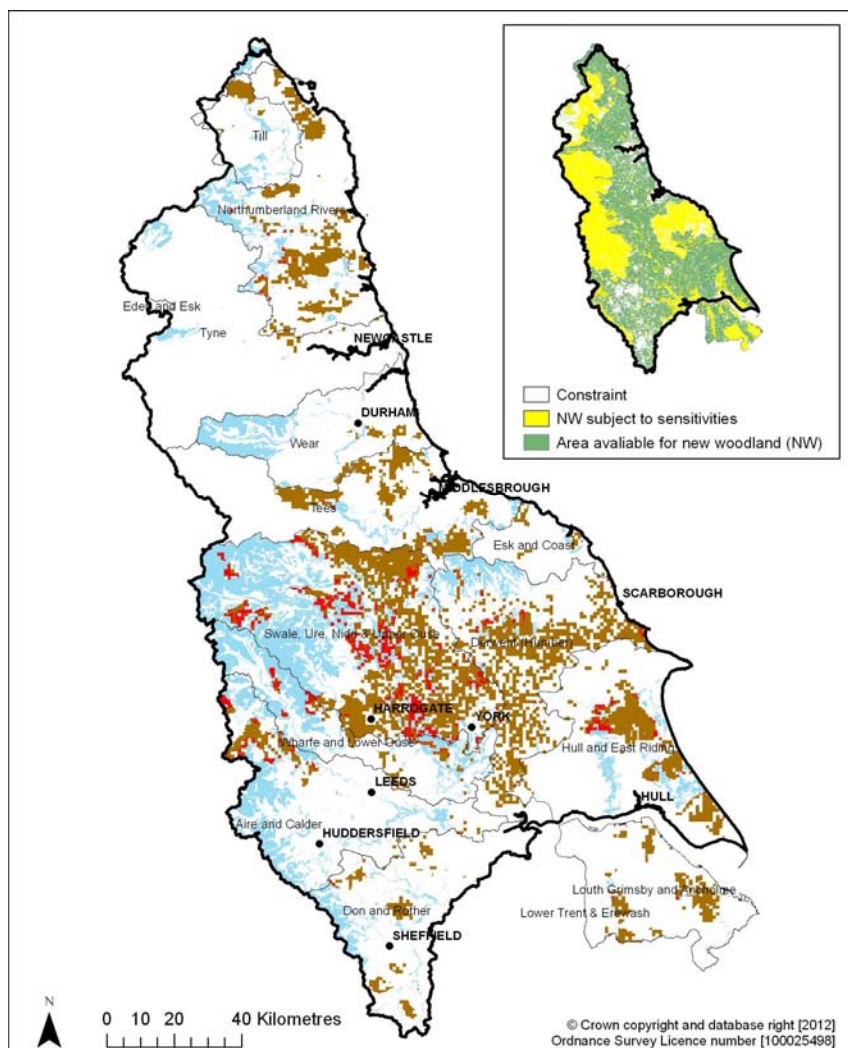 Till
Northumberland Rivers
Eden and Esk
Tyne
NEWCASTLE
DURHAM
Wear
MIDDLESBROUGH
Tees
Esk and Coast
SCARBOROUGH
Swale, Ure, Nidd & Upper Ouse
Derwent (Humber)
HARROGATE
YORK
Wharfe and Lower Ouse
Hull and East Riding
LEEDS
HULL
Aire and Calder
HUDDERSFIELD
Louth Grimsby and Ancholme
Don and Rother
Lower Trent & Erewash
SHEFFIELD
Constraint
NW subject to sensitivities
Area avaliable for new woodland (NW)
N
0 10 20 40 Kilometres
© Crown copyright and database right [2012]
Ordnance Survey Licence number [100025498]